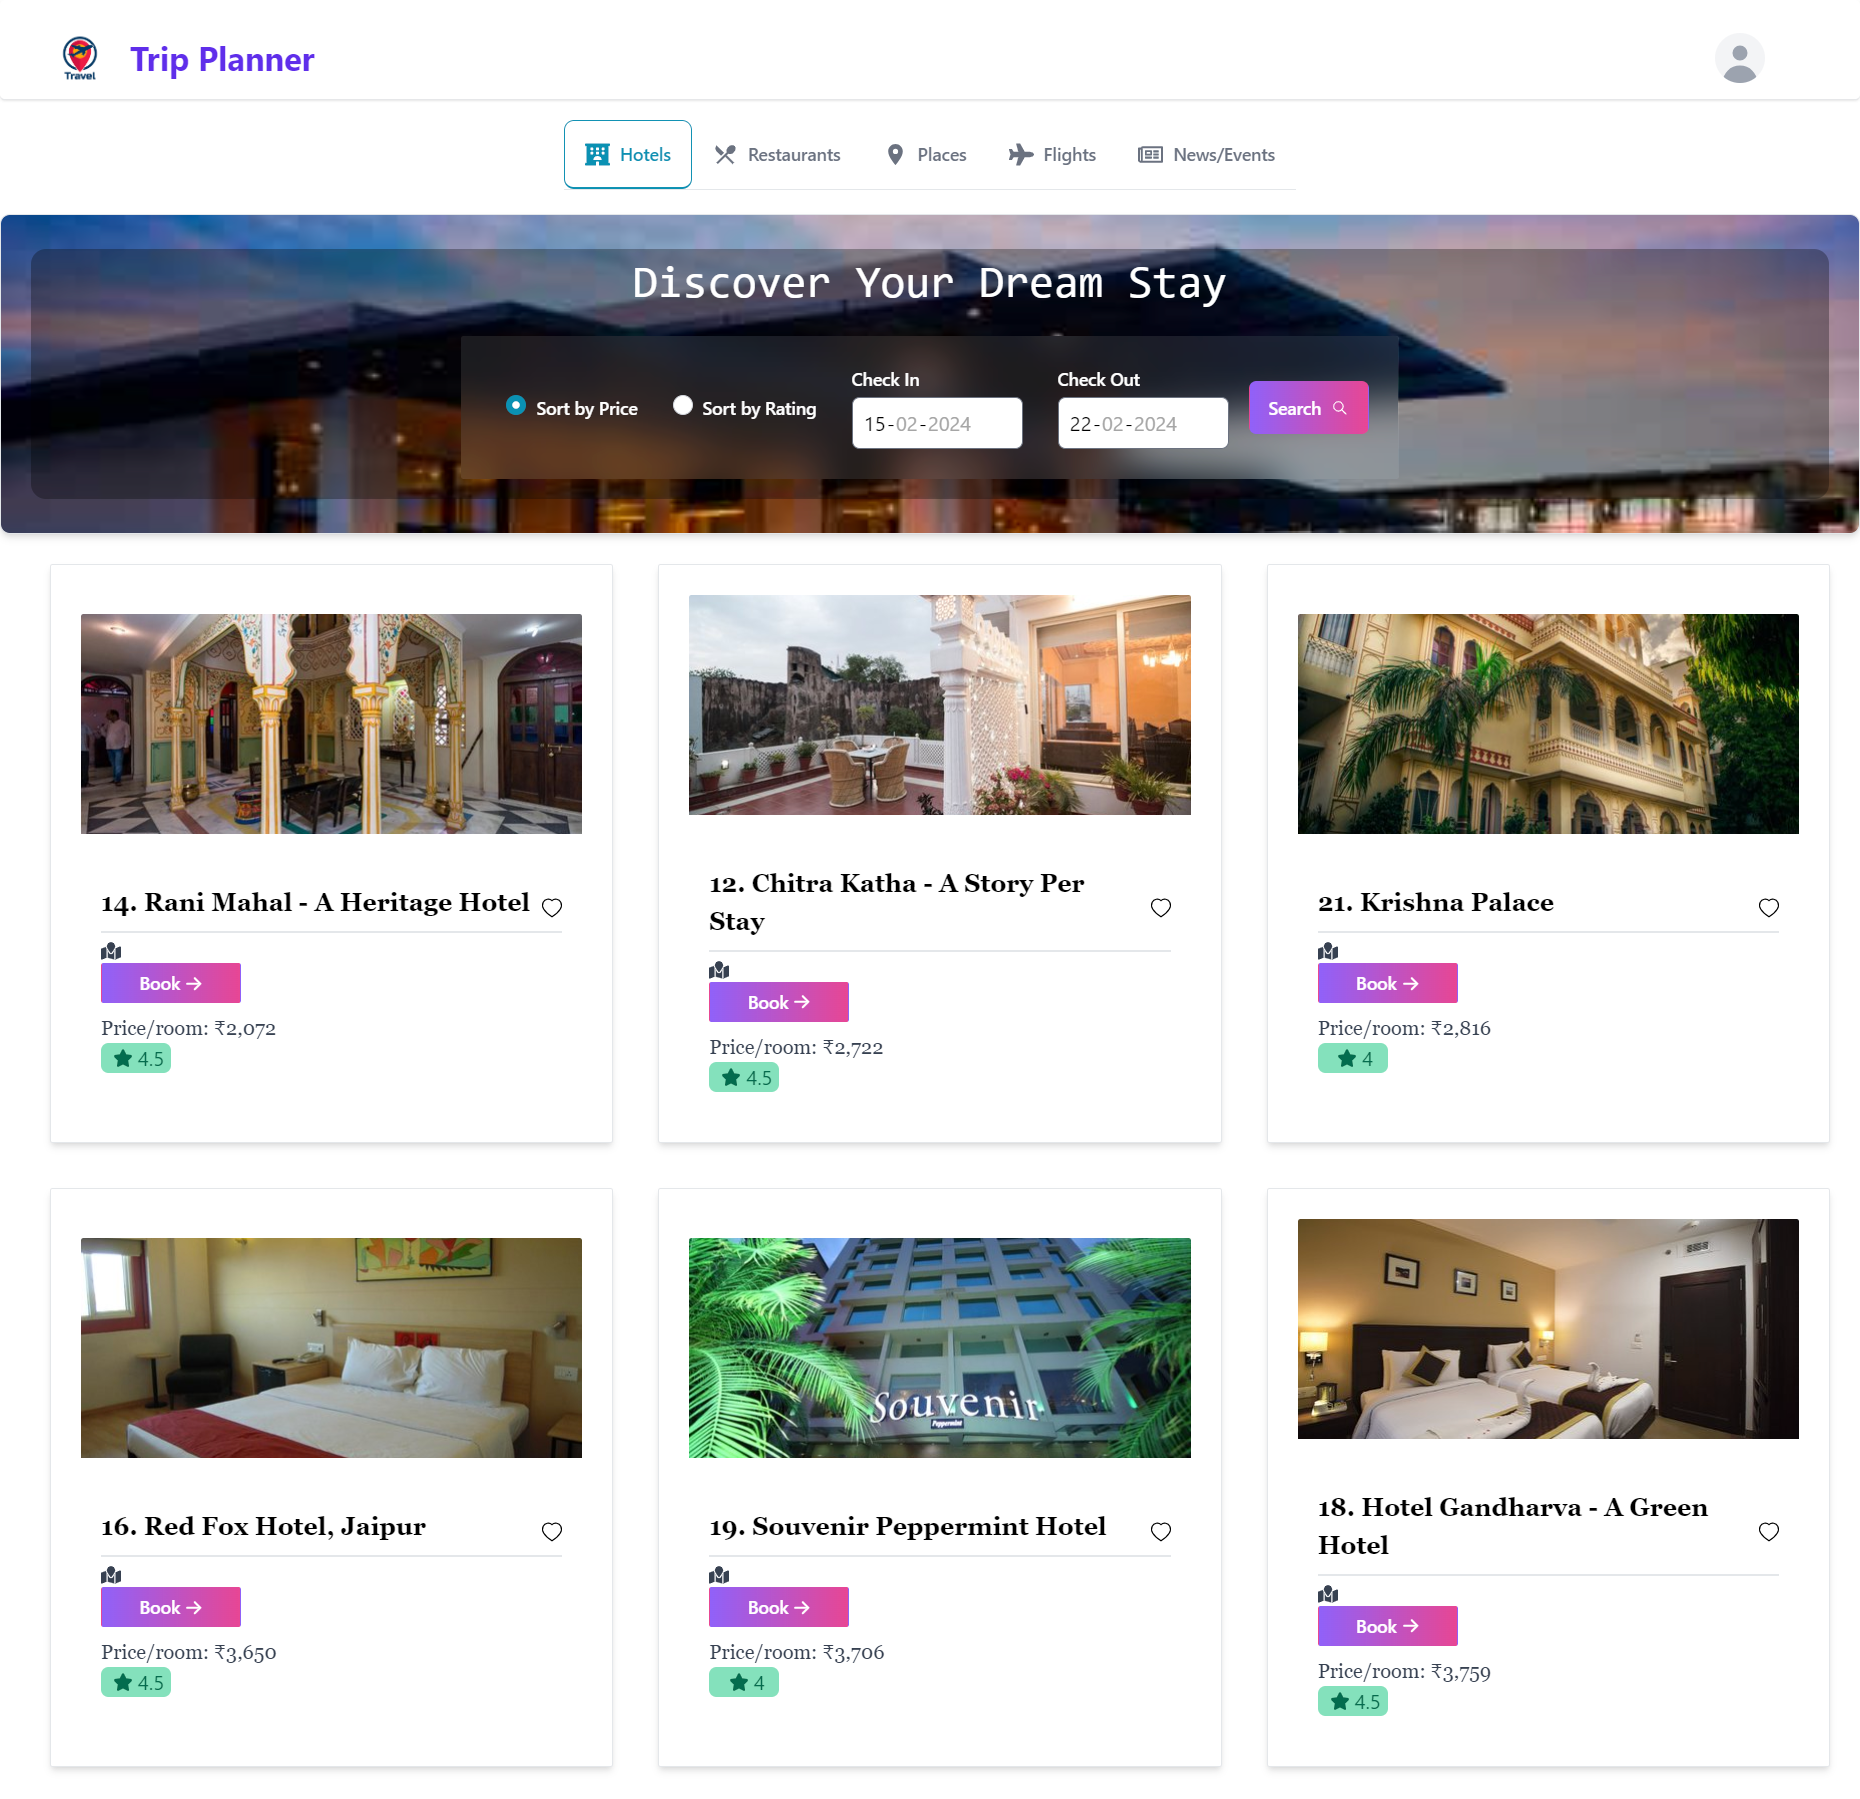 Travel
Trip Planner
Hotels
Restaurants
Places
Flights
News/Events
Discover Your Dream Stay
Sort by Price
Sort by Rating
Check In
15-02-2024
Check Out
22-02-2024
Search
14. Rani Mahal - A Heritage Hotel
Book
Price/room: ₹2,072
4.5
12. Chitra Katha - A Story Per
Stay
Book
Price/room: ₹2,722
4.5
21. Krishna Palace
Book
Price/room: ₹2,816
4
16. Red Fox Hotel, Jaipur
Book
Price/room: ₹3,650
4.5
Souvenir
Peppermint
19. Souvenir Peppermint Hotel
Book
Price/room: ₹3,706
4
18. Hotel Gandharva - A Green
Hotel
Book
Price/room: ₹3,759
4.5